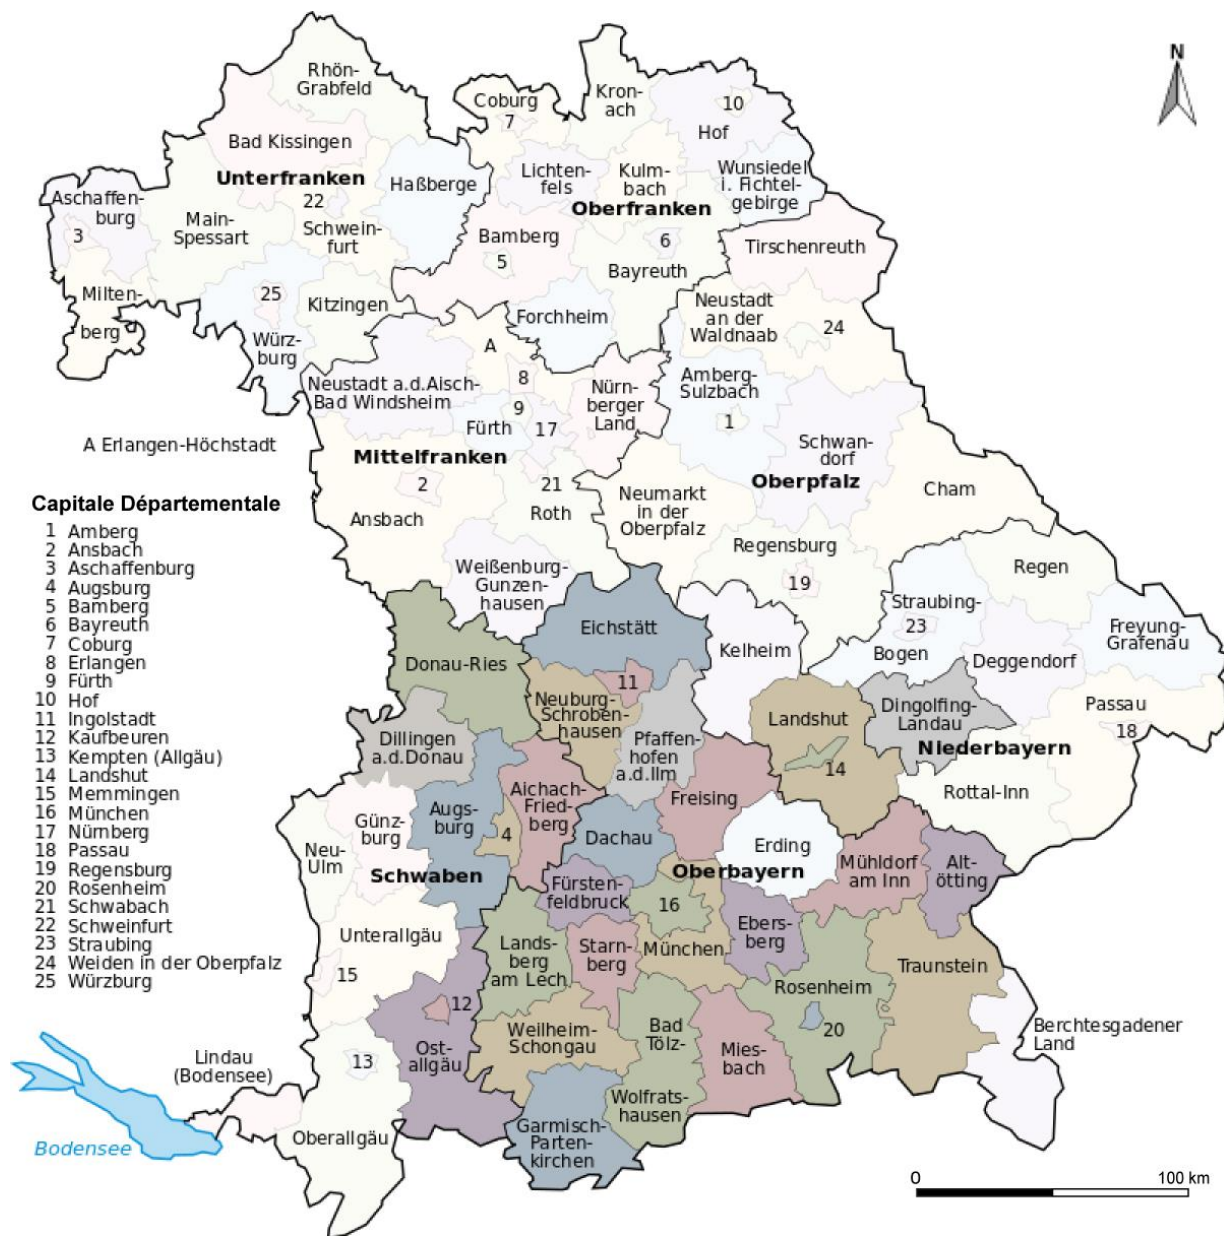 N
Rhön-
Grabfeld
Coburg
7
Kron-
ach
10
Hof
Bad Kissingen
Unterfranken
Haßberge
Lichten-
fels
Kulm-
bach
Wunsiedel
i. Fichtel-
gebirge
Oberfranken
Aschaffen-
burg
3
Main-
Spessart
22
Schwein-
furt
Bamberg
5
6
Bayreuth
Tirschenreuth
Milten-
berg
25
Würz-
burg
Kitzingen
Forchheim
Neustadt
an der
Waldnaab
24
A
8
Neustadt a.d.Aisch-
Bad Windsheim
9
Fürth
17
Nürn-
berger
Land
Amberg-
Sulzbach
1
Schwan-
dorf
A Erlangen-Höchstadt
Mittelfranken
Oberpfalz
2
Ansbach
21
Roth
Neumarkt
in der
Oberpfalz
Cham
Regensburg
19
Regen
Weißenburg-
Gunzen-
hausen
Straubing-
23
Bogen
Freyung-
Grafenau
Deggendorf
Capitale Départementale
1 Amberg
2 Ansbach
3 Aschaffenburg
4 Augsburg
5 Bamberg
6 Bayreuth
7 Coburg
8 Erlangen
9 Fürth
10 Hof
11 Ingolstadt
12 Kaufbeuren
13 Kempten (Allgäu)
14 Landshut
15 Memmingen
16 München
17 Nürnberg
18 Passau
19 Regensburg
20 Rosenheim
21 Schwabach
22 Schweinfurt
23 Straubing
24 Weiden in der Oberpfalz
25 Würzburg
Eichstätt
Kelheim
Donau-Ries
11
Neuburg-
Schroben-
hausen
Landshut
14
Dingolfing-
Landau
Passau
18
Niederbayern
Dillingen
a.d.Donau
Pfaffen-
hofen
a.d.Ilm
Rottal-Inn
Aichach-
Fried-
berg
Freising
Günz-
burg
Augs-
burg
4
Dachau
Erding
Neu-
Ulm
Schwaben
Oberbayern
Mühldorf
am Inn
Alt-
ötting
Fürsten-
feldbruck
16
Ebers-
berg
Unterallgäu
15
Lands-
berg
am Lech
Starn-
berg
München
Traunstein
12
Ost-
allgäu
Weilheim-
Schongau
Bad
Tölz-
Wolfrats-
hausen
Mies-
bach
Rosenheim
20
Berchtesgadener
Land
13
Lindau
(Bodensee)
Oberallgäu
Garmisch-
Parten-
kirchen
Bodensee
0 100 km